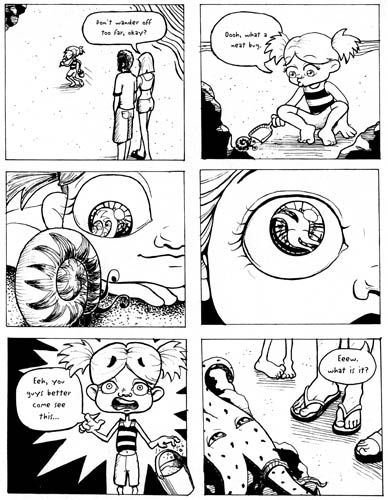 Don't wander off
too far, okay?
Oooh, what a
neat bug.
Eeh, you
guys better
come see
this...
Eeew.
what is it?